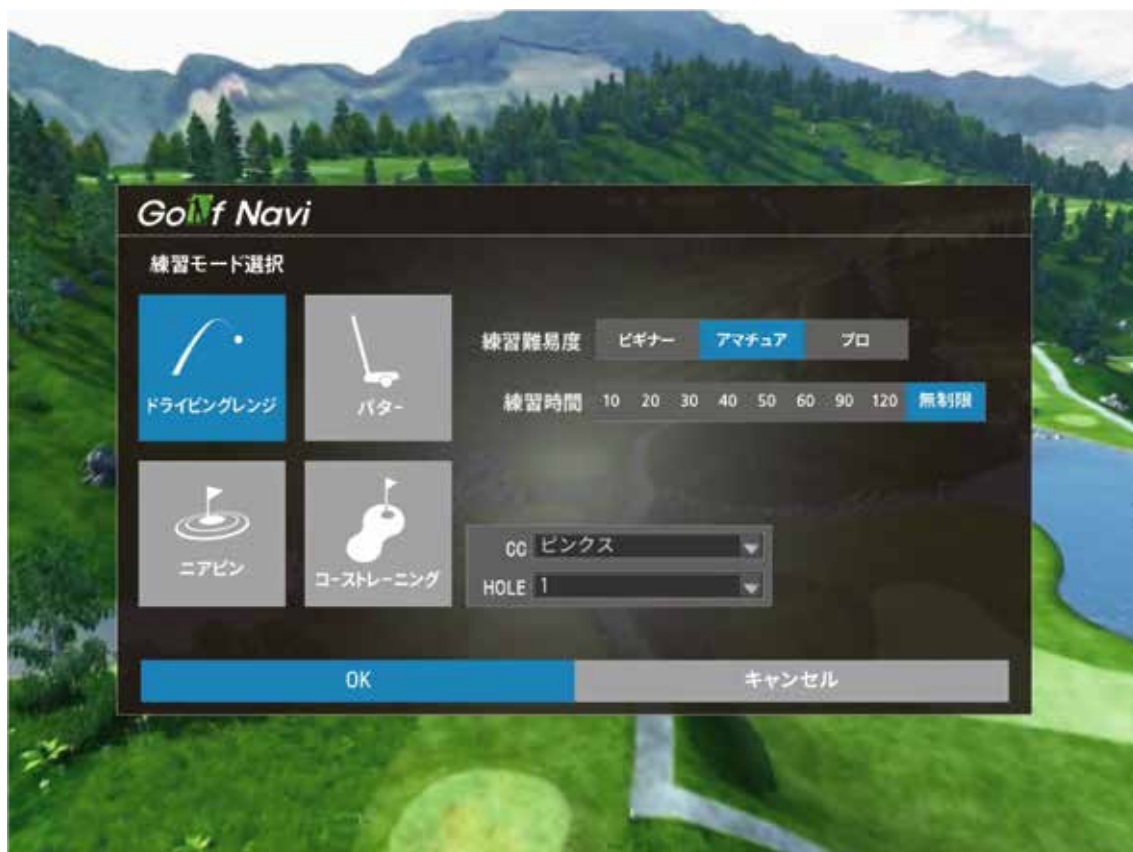 Golf Navi
練習モード選択
ドライビングレンジ
パター
ニアピン
コーストレーニング
練習難易度 ビギナー アマチュア プロ
練習時間 10 20 30 40 50 60 90 120 無制限
CC ピンクス
HOLE 1
OK キャンセル